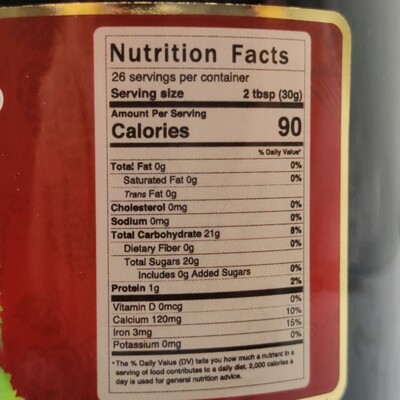 Nutrition Facts
26 servings per container
Serving size 2 tbsp (30g)
Amount Per Serving
Calories 90
% Daily Value*
Total Fat 0g 0%
Saturated Fat 0g 0%
Trans Fat 0g
Cholesterol 0mg 0%
Sodium 0mg 0%
Total Carbohydrate 21g 8%
Dietary Fiber 0g 0%
Total Sugars 20g
Includes 0g Added Sugars 0%
Protein 1g 2%
Vitamin D 0mcg 0%
Calcium 120mg 10%
Iron 3mg 15%
Potassium 0mg 0%
*The % Daily Value (DV) tells you how much a nutrient in a
serving of food contributes to a daily diet. 2,000 calories a
day is used for general nutrition advice.